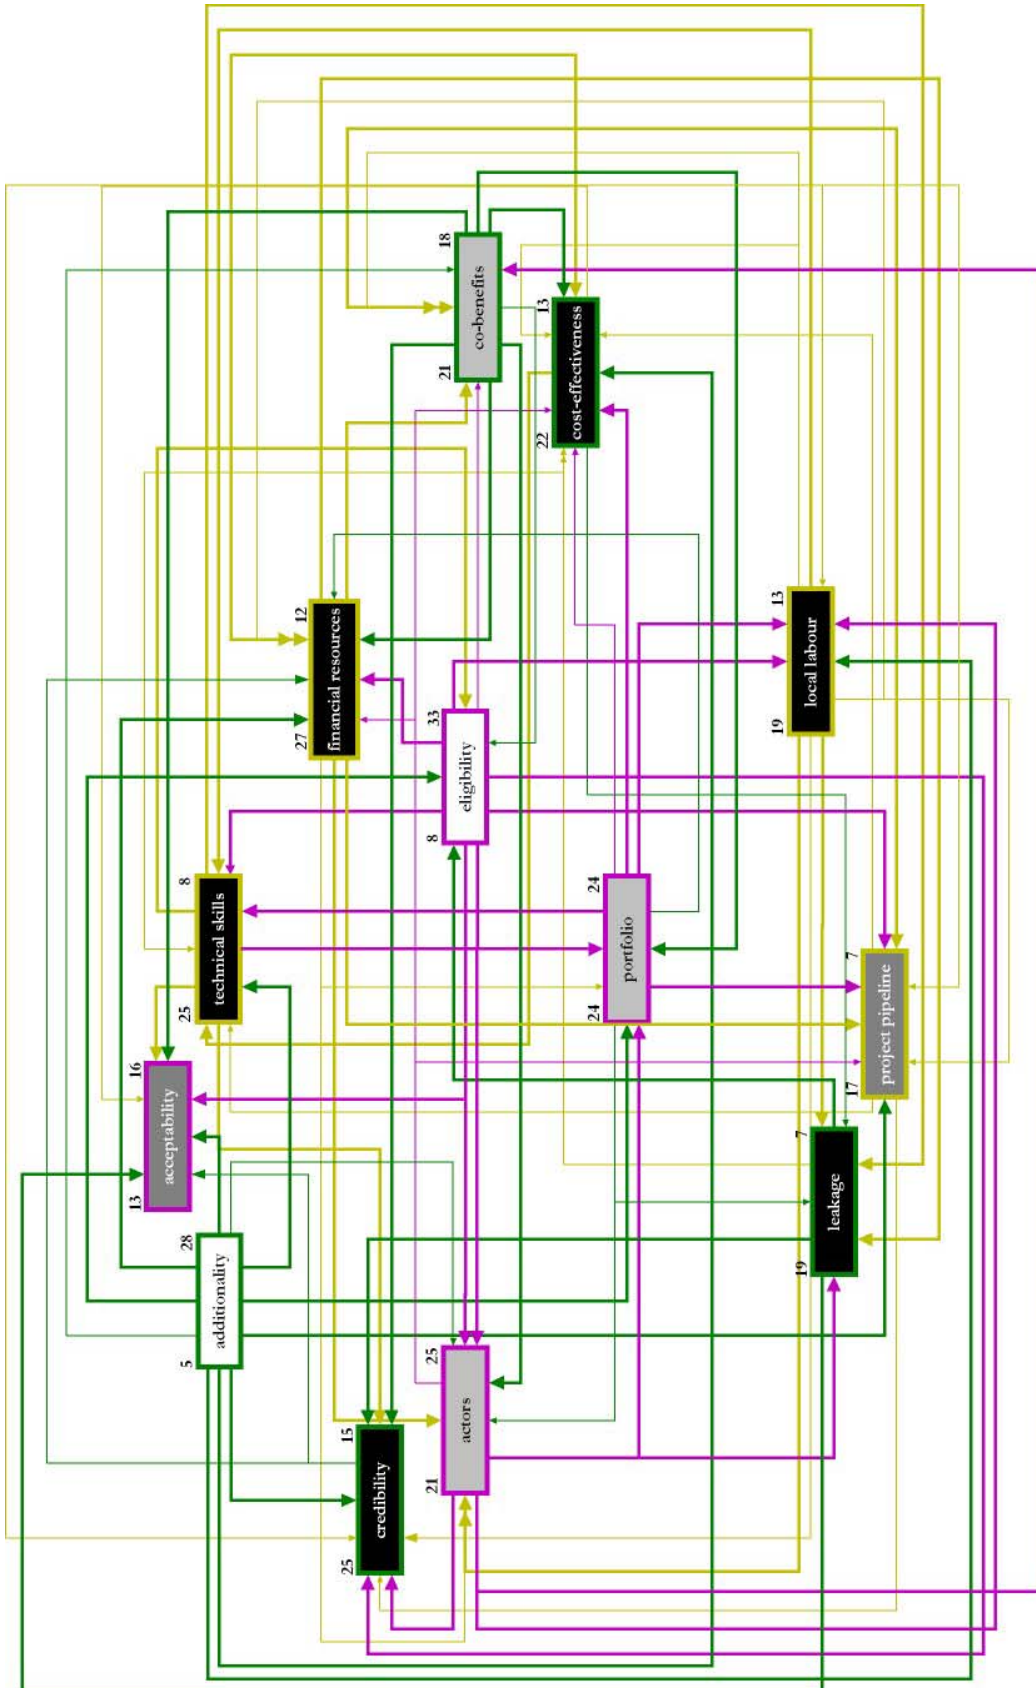 18
co-benefits
21
13
cost-effectiveness
22
12
financial resources
27
13
local labour
19
33
eligibility
8
8
technical skills
25
24
portfolio
24
7
project pipeline
17
16
acceptability
13
7
leakage
19
28
additionality
5
25
actors
21
15
credibility
25